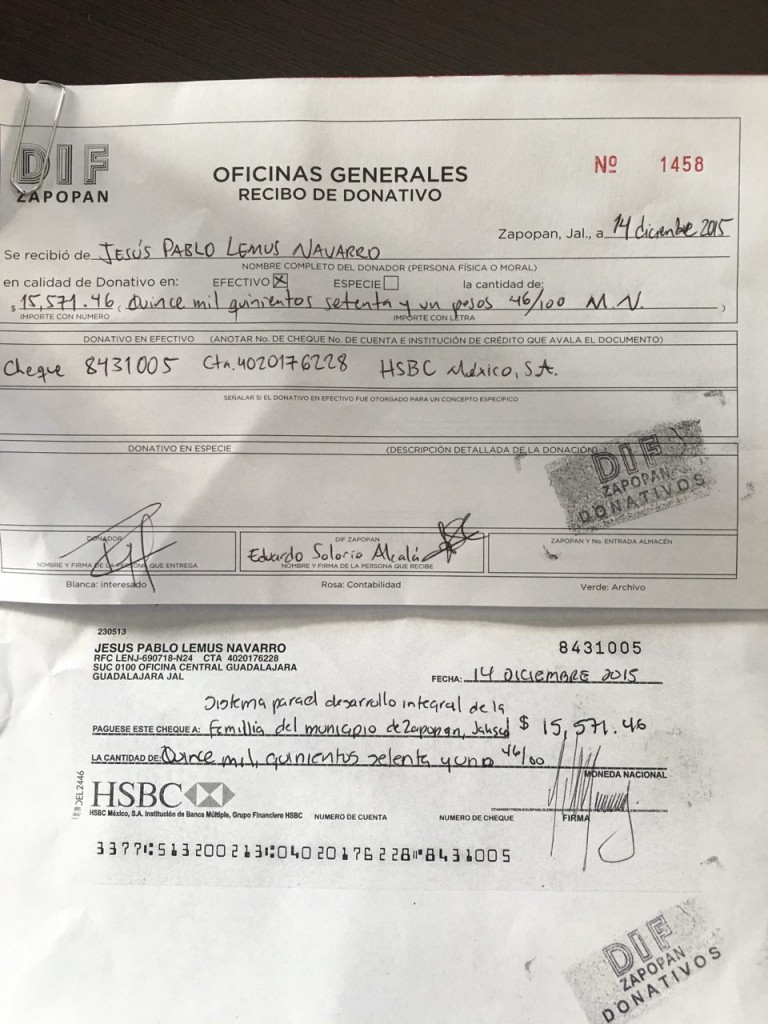 DIF
ZAPOPAN
OFICINAS GENERALES
RECIBO DE DONATIVO
Nº 1458
Zapopan, Jal., a 14 diciembre 2015
Se recibió de JESÚS PABLO LEMUS NAVARRO
NOMBRE COMPLETO DEL DONADOR (PERSONA FÍSICA O MORAL)
en calidad de Donativo en: EFECTIVO X ESPECIE la cantidad de:
$ 15,571.46 ( Quince mil quinientos setenta y un pesos 46/100 M.N. )
IMPORTE CON NÚMERO IMPORTE CON LETRA
DONATIVO EN EFECTIVO (ANOTAR No. DE CHEQUE No. DE CUENTA E INSTITUCIÓN DE CRÉDITO QUE AVALA EL DOCUMENTO)
Cheque 8431005 Cta. 4020176228 HSBC México, S.A.
SEÑALAR SI EL DONATIVO EN EFECTIVO FUE OTORGADO PARA UN CONCEPTO ESPECÍFICO
DONATIVO EN ESPECIE (DESCRIPCIÓN DETALLADA DE LA DONACIÓN)
DIF
ZAPOPAN
DONATIVOS
DONADOR DIF ZAPOPAN ZAPOPAN Y No. ENTRADA ALMACÉN
Eduardo Solorio Alcalá
NOMBRE Y FIRMA DE LA PERSONA QUE ENTREGA NOMBRE Y FIRMA DE LA PERSONA QUE RECIBE
Blanca: interesado Rosa: Contabilidad Verde: Archivo
230513
JESUS PABLO LEMUS NAVARRO 8431005
RFC LENJ-690718-N24 CTA 4020176228
SUC 0100 OFICINA CENTRAL GUADALAJARA
GUADALAJARA JAL
FECHA: 14 DICIEMBRE 2015
Sistema para el desarrollo integral de la
PAGUESE ESTE CHEQUE A: Famillia del municipio de Zapopan, Jalisco $ 15,571.46
LA CANTIDAD DE: Quince mil, quinientos setenta y uno 46/00
MONEDA NACIONAL
HSBC
HSBC México, S.A. Institución de Banca Múltiple, Grupo Financiero HSBC NUMERO DE CUENTA NUMERO DE CHEQUE FIRMA
3377 513200213 04020176228 8431005
DIF
ZAPOPAN
DONATIVOS